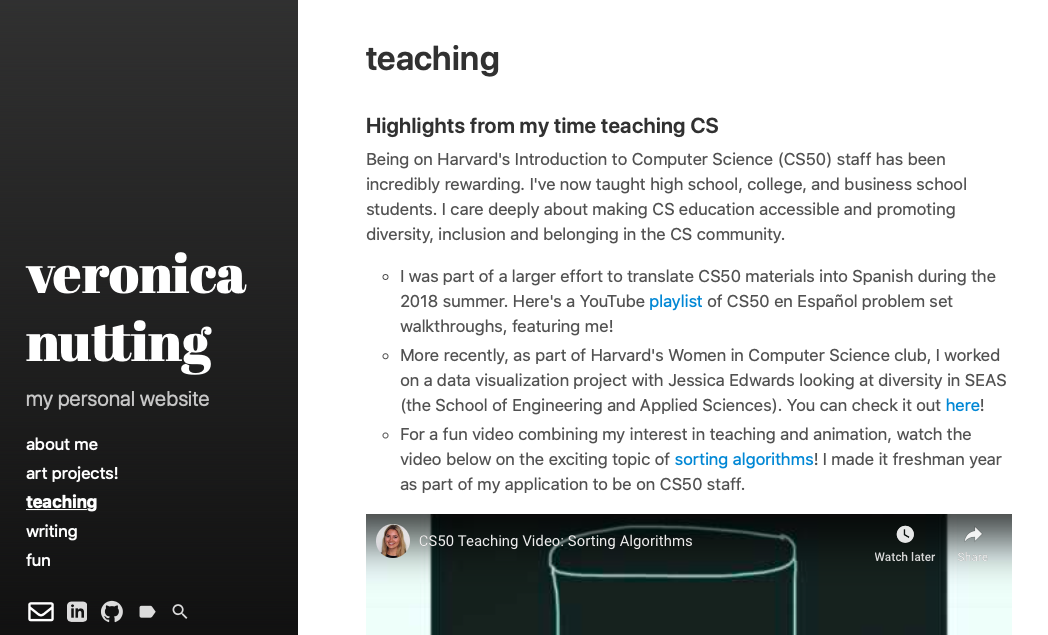 veronica
nutting
my personal website
about me
art projects!
teaching
writing
fun
teaching
Highlights from my time teaching CS
Being on Harvard's Introduction to Computer Science (CS50) staff has been
incredibly rewarding. I've now taught high school, college, and business school
students. I care deeply about making CS education accessible and promoting
diversity, inclusion and belonging in the CS community.
I was part of a larger effort to translate CS50 materials into Spanish during the
2018 summer. Here's a YouTube playlist of CS50 en Español problem set
walkthroughs, featuring me!
More recently, as part of Harvard's Women in Computer Science club, I worked
on a data visualization project with Jessica Edwards looking at diversity in SEAS
(the School of Engineering and Applied Sciences). You can check it out here!
For a fun video combining my interest in teaching and animation, watch the
video below on the exciting topic of sorting algorithms! I made it freshman year
as part of my application to be on CS50 staff.
CS50 Teaching Video: Sorting Algorithms
Watch later
Share